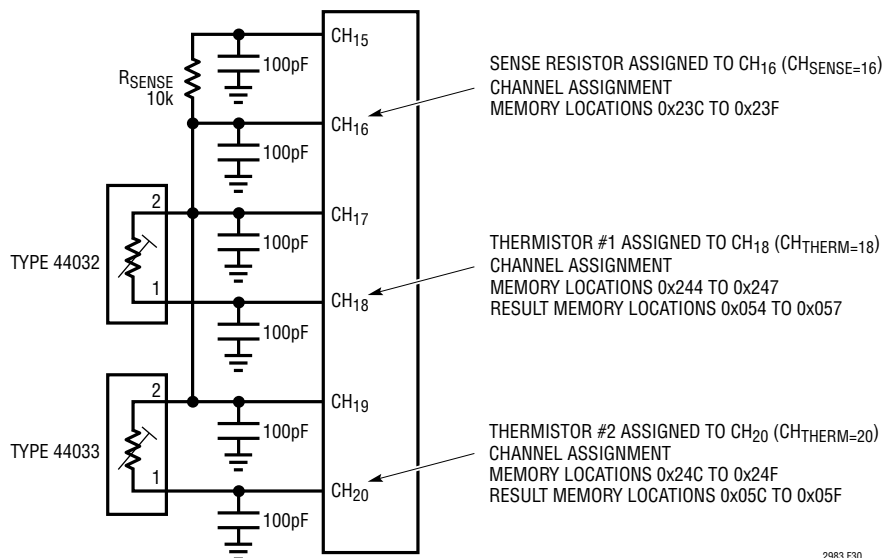 CH15
100pF
RSENSE
10k
CH16
100pF
2
CH17
100pF
TYPE 44032
1
CH18
100pF
2
CH19
100pF
TYPE 44033
1
CH20
100pF
SENSE RESISTOR ASSIGNED TO CH16 (CHSENSE=16)
CHANNEL ASSIGNMENT
MEMORY LOCATIONS 0x23C TO 0x23F
THERMISTOR #1 ASSIGNED TO CH18 (CHTHERM=18)
CHANNEL ASSIGNMENT
MEMORY LOCATIONS 0x244 TO 0x247
RESULT MEMORY LOCATIONS 0x054 TO 0x057
THERMISTOR #2 ASSIGNED TO CH20 (CHTHERM=20)
CHANNEL ASSIGNMENT
MEMORY LOCATIONS 0x24C TO 0x24F
RESULT MEMORY LOCATIONS 0x05C TO 0x05F
2983 F30